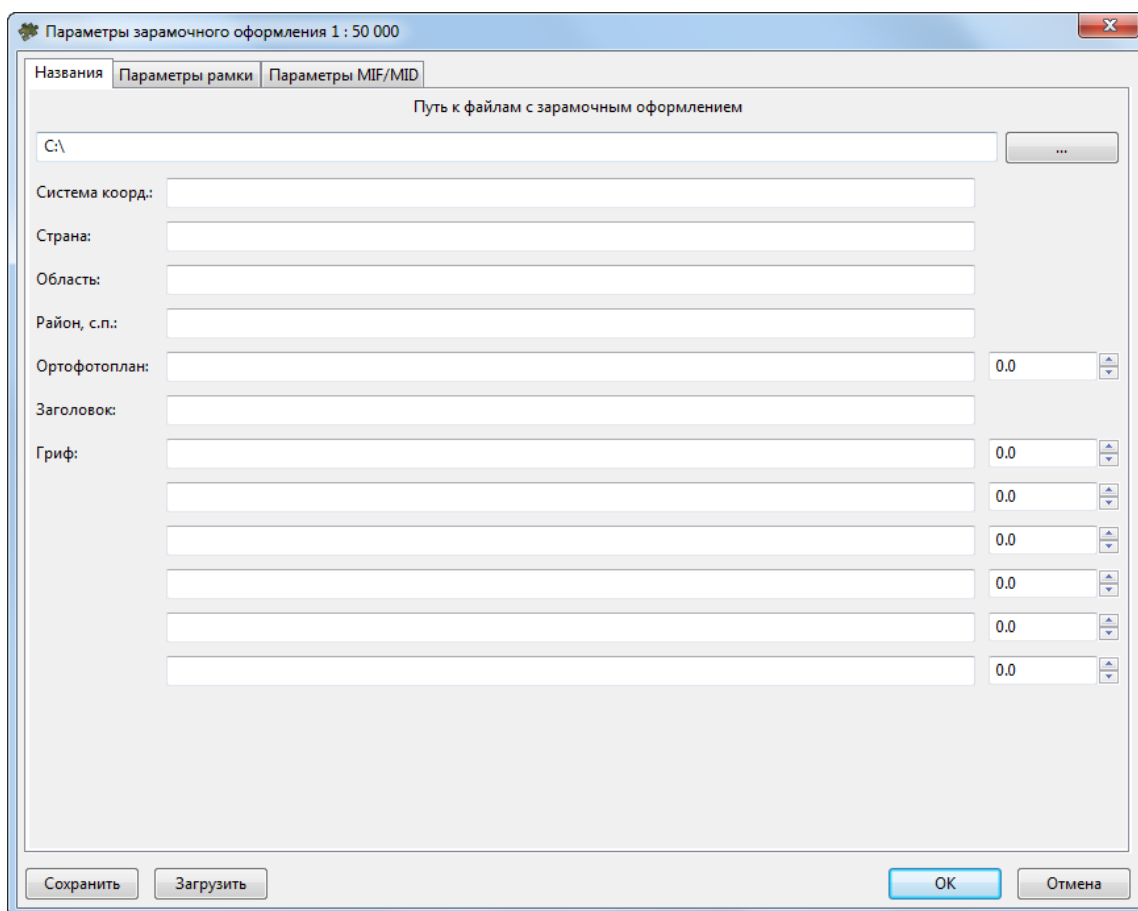 Параметры зарамочного оформления 1 : 50 000
Названия Параметры рамки Параметры MIF/MID
Путь к файлам с зарамочным оформлением
C:\ ...
Система коорд.:
Страна:
Область:
Район, с.п.:
Ортофотоплан: 0.0
Заголовок:
Гриф: 0.0
0.0
0.0
0.0
0.0
0.0
Сохранить Загрузить OK Отмена